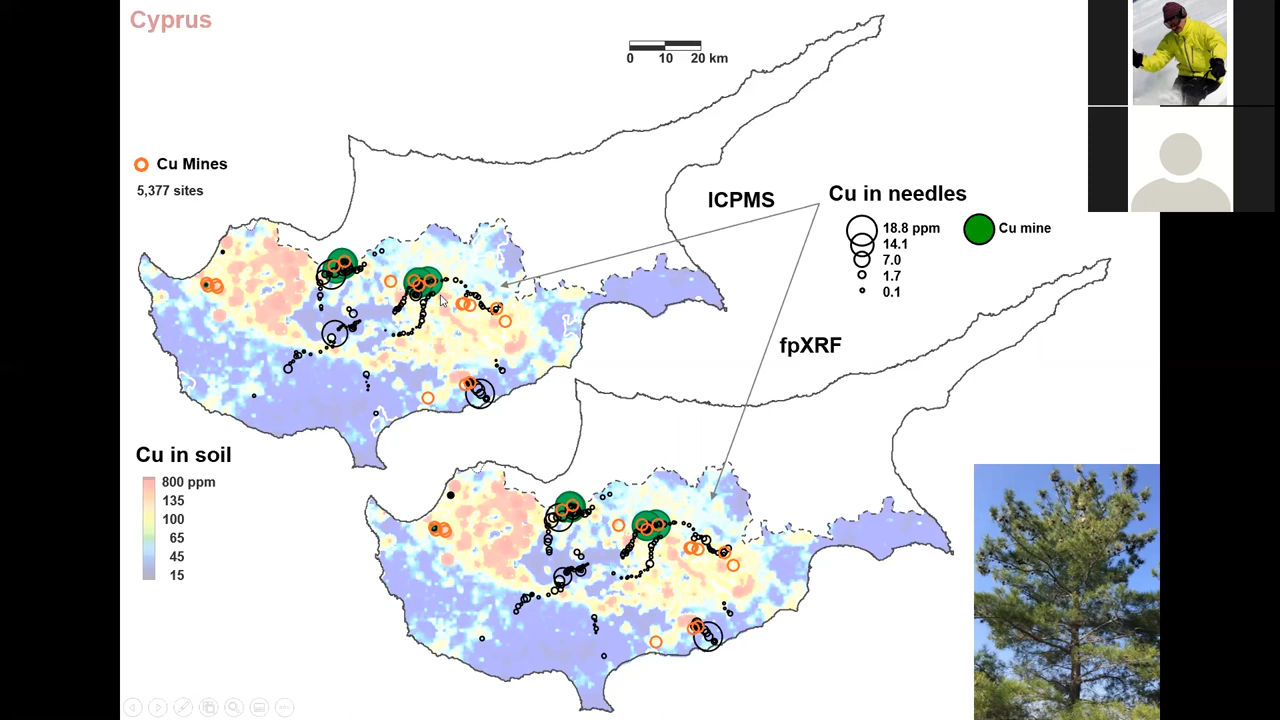 Cyprus
0 10 20 km
Cu Mines
5,377 sites
ICPMS
Cu in needles
18.8 ppm
14.1
7.0
1.7
0.1
Cu mine
fpXRF
Cu in soil
800 ppm
135
100
65
45
15